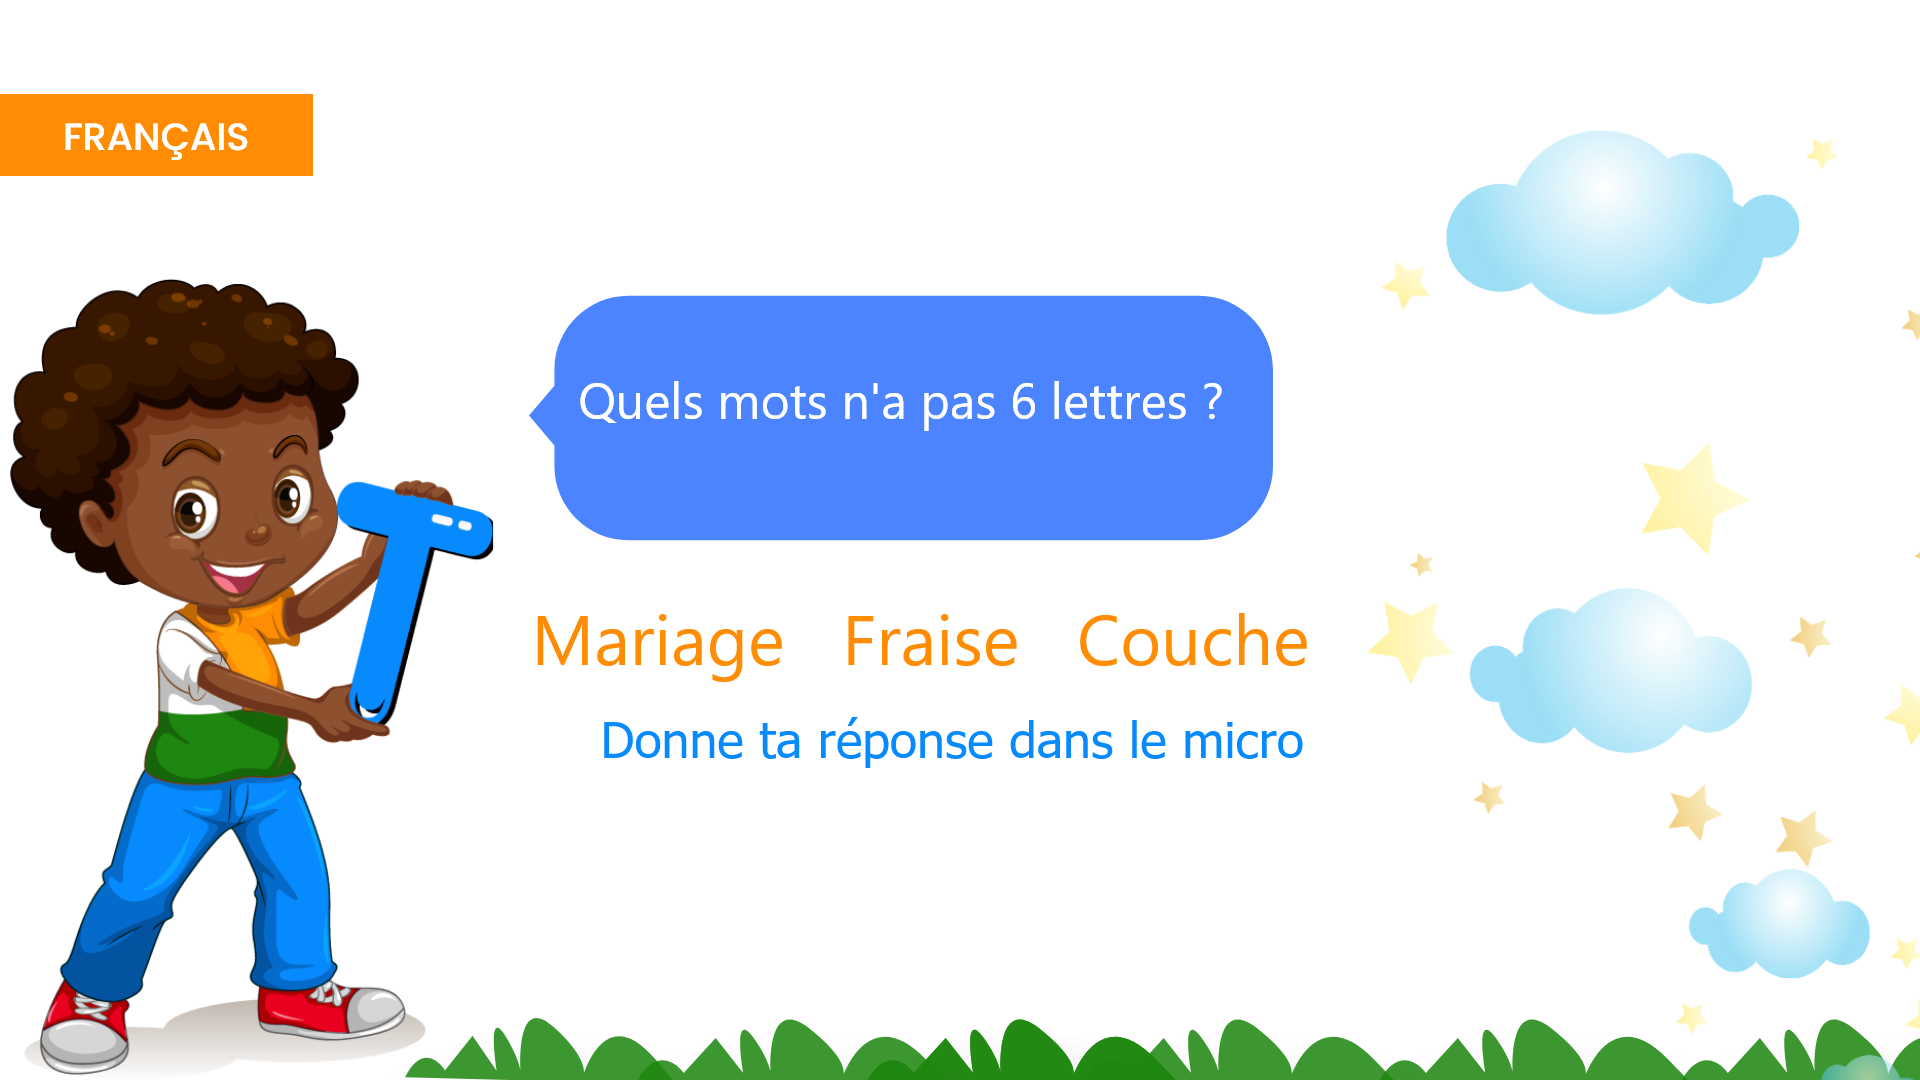 FRANÇAIS
Quels mots n'a pas 6 lettres ?
Mariage Fraise Couche
Donne ta réponse dans le micro